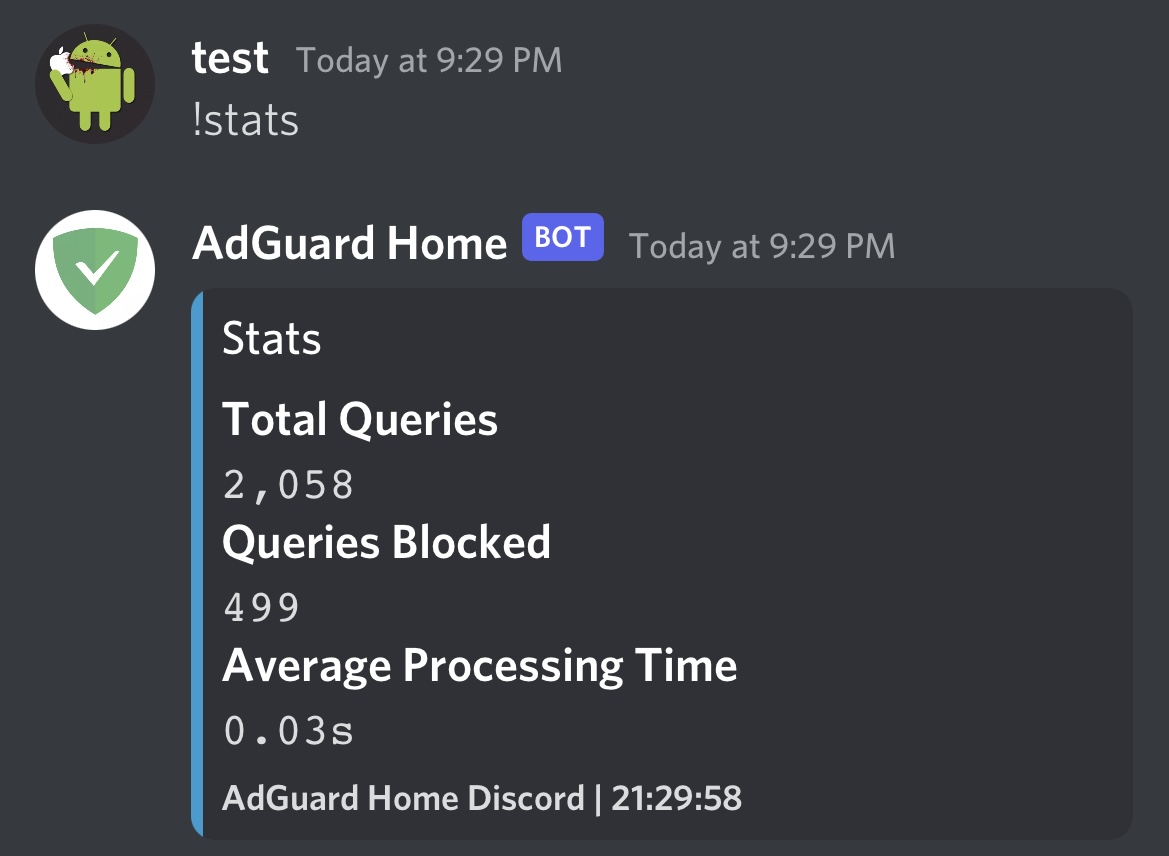 test Today at 9:29 PM
!stats
AdGuard Home BOT Today at 9:29 PM
Stats
Total Queries
2,058
Queries Blocked
499
Average Processing Time
0.03s
AdGuard Home Discord | 21:29:58